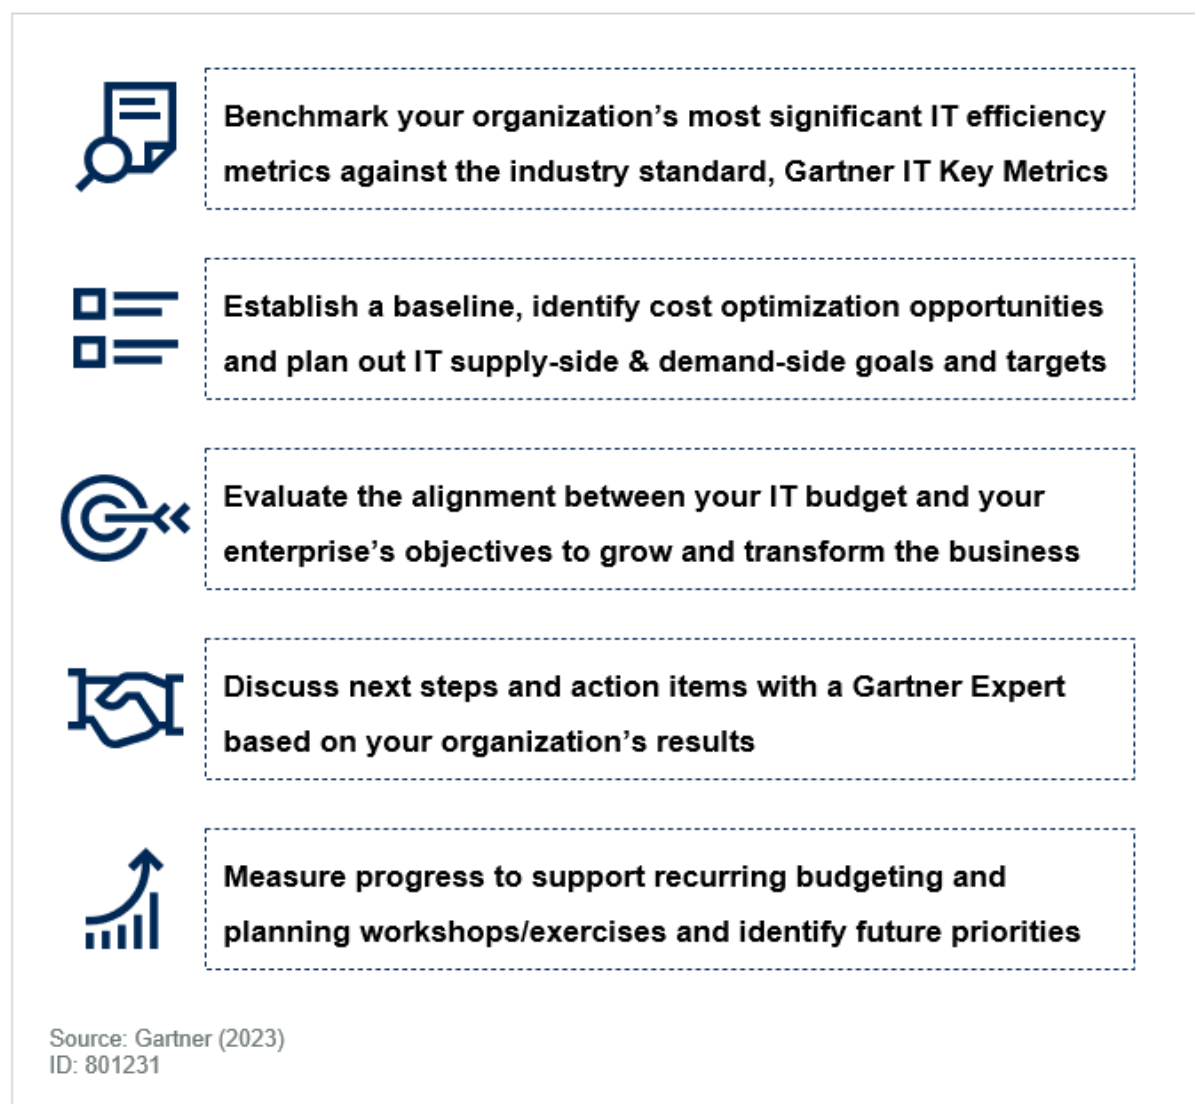 Benchmark your organization’s most significant IT efficiency
metrics against the industry standard, Gartner IT Key Metrics
Establish a baseline, identify cost optimization opportunities
and plan out IT supply-side & demand-side goals and targets
Evaluate the alignment between your IT budget and your
enterprise’s objectives to grow and transform the business
Discuss next steps and action items with a Gartner Expert
based on your organization’s results
Measure progress to support recurring budgeting and
planning workshops/exercises and identify future priorities
Source: Gartner (2023)
ID: 801231